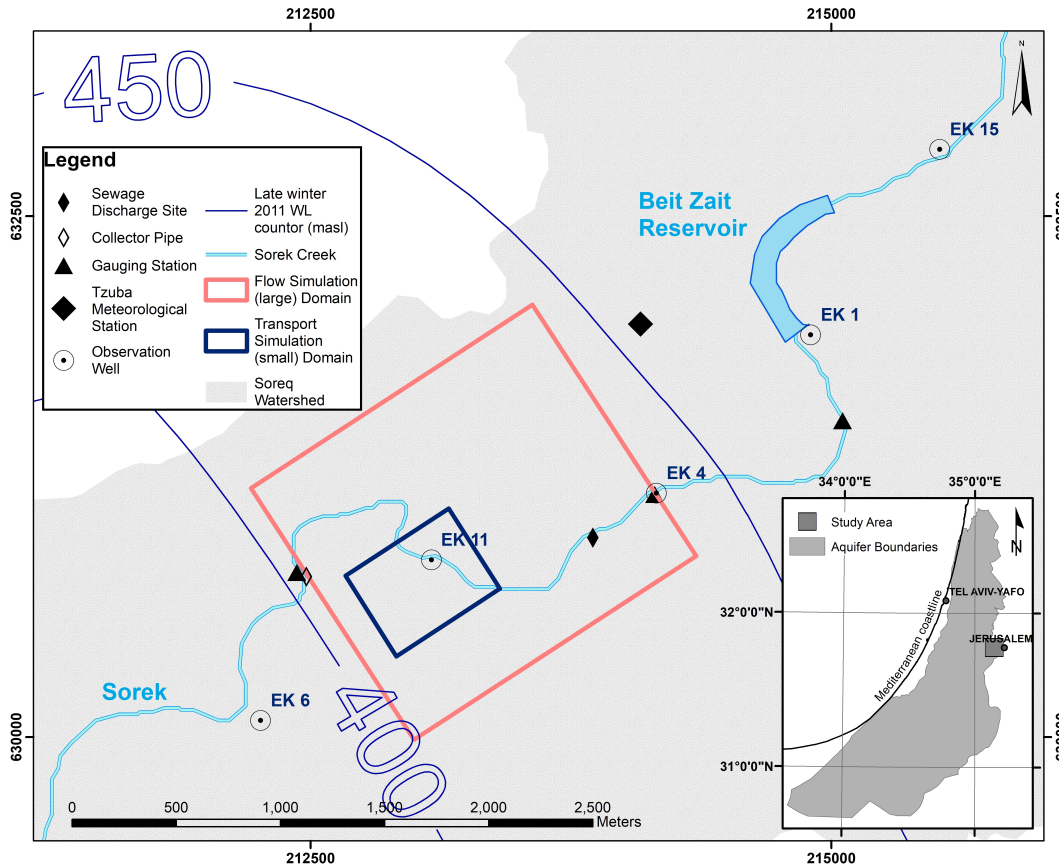 212500
215000
450
N
EK 15
Legend
Sewage
Discharge Site
Collector Pipe
Gauging Station
Tzuba
Meteorological
Station
Observation
Well
Late winter
2011 WL
countor (masl)
Sorek Creek
Flow Simulation
(large) Domain
Transport
Simulation
(small) Domain
Soreq
Watershed
632500
Beit Zait
Reservoir
EK 1
EK 4
EK 11
34°0'0"E
35°0'0"E
Study Area
Aquifer Boundaries
N
TEL AVIV-YAFO
32°0'0"N
JERUSALEM
Mediterranean coastline
31°0'0"N
Sorek
EK 6
400
630000
0
500
1,000
1,500
2,000
2,500
Meters
212500
215000